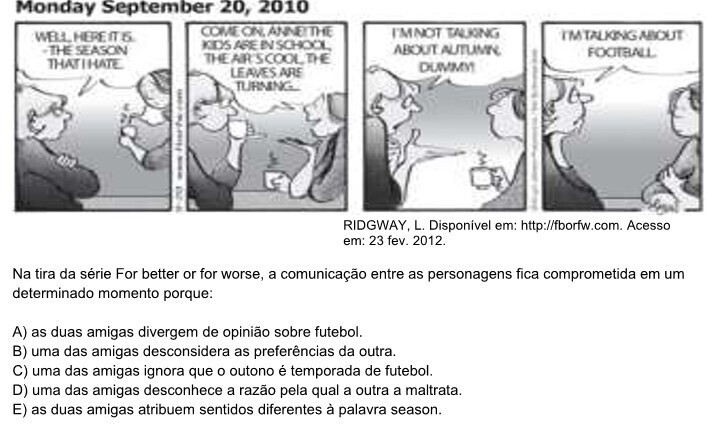 Monday September 20, 2010
WELL, HERE IT IS.
-THE SEASON
THAT I HATE.
COME ON, ANNE! THE
KIDS ARE IN SCHOOL,
THE AIR'S COOL, THE
LEAVES ARE
TURNING...
I'M NOT TALKING
ABOUT AUTUMN,
DUMMY!
I'M TALKING ABOUT
FOOTBALL.
RIDGWAY, L. Disponível em: http://fborfw.com. Acesso
em: 23 fev. 2012.
Na tira da série For better or for worse, a comunicação entre as personagens fica comprometida em um
determinado momento porque:
A) as duas amigas divergem de opinião sobre futebol.
B) uma das amigas desconsidera as preferências da outra.
C) uma das amigas ignora que o outono é temporada de futebol.
D) uma das amigas desconhece a razão pela qual a outra a maltrata.
E) as duas amigas atribuem sentidos diferentes à palavra season.